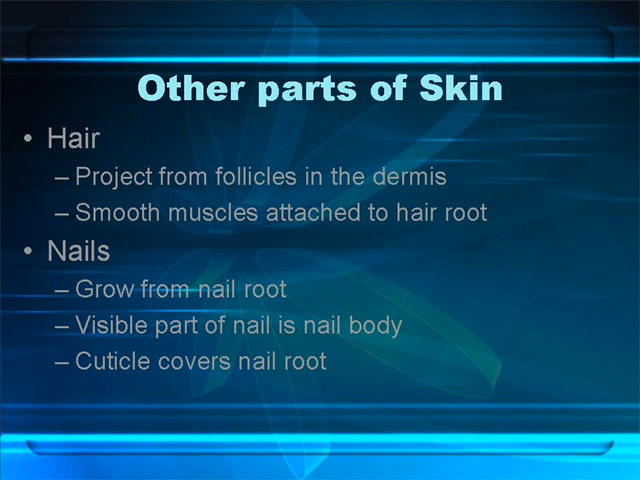 Other parts of Skin
• Hair
– Project from follicles in the dermis
– Smooth muscles attached to hair root
• Nails
– Grow from nail root
– Visible part of nail is nail body
– Cuticle covers nail root